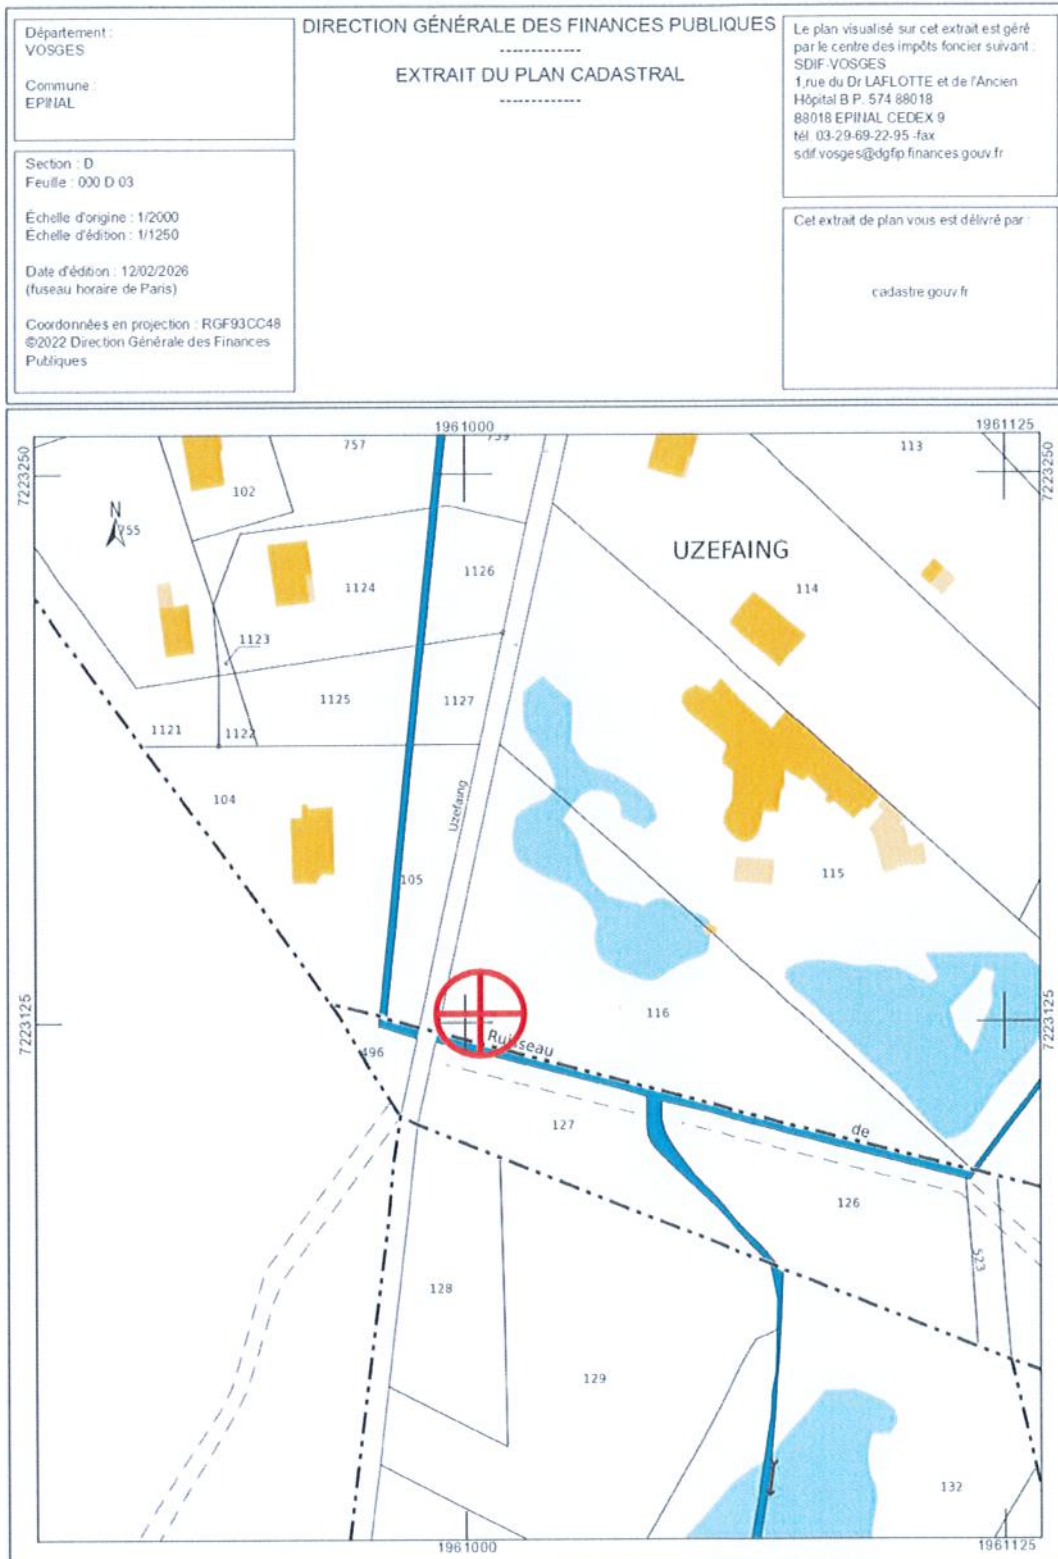 Département :
VOSGES
Commune :
EPINAL
Section : D
Feuille : 000 D 03
Échelle d'origine : 1/2000
Échelle d'édition : 1/1250
Date d'édition : 12/02/2026
(fuseau horaire de Paris)
Coordonnées en projection : RGF93CC48
©2022 Direction Générale des Finances
Publiques
DIRECTION GÉNÉRALE DES FINANCES PUBLIQUES
------------
EXTRAIT DU PLAN CADASTRAL
------------
Le plan visualisé sur cet extrait est géré
par le centre des impôts foncier suivant :
SDIF-VOSGES
1,rue du Dr LAFLOTTE et de l'Ancien
Hôpital B.P. 574 88018
88018 EPINAL CEDEX 9
tél. 03-29-69-22-95 -fax
sdif.vosges@dgfip.finances.gouv.fr
Cet extrait de plan vous est délivré par :
cadastre.gouv.fr
1961000
1961125
757
759
113
7223250
7223250
102
N
755
UZEFAING
1126
1124
114
1123
1125
1127
1121
1122
104
Uzefaing
105
115
116
7223125
7223125
496
Ruisseau
127
de
126
523
128
129
132
1961000
1961125